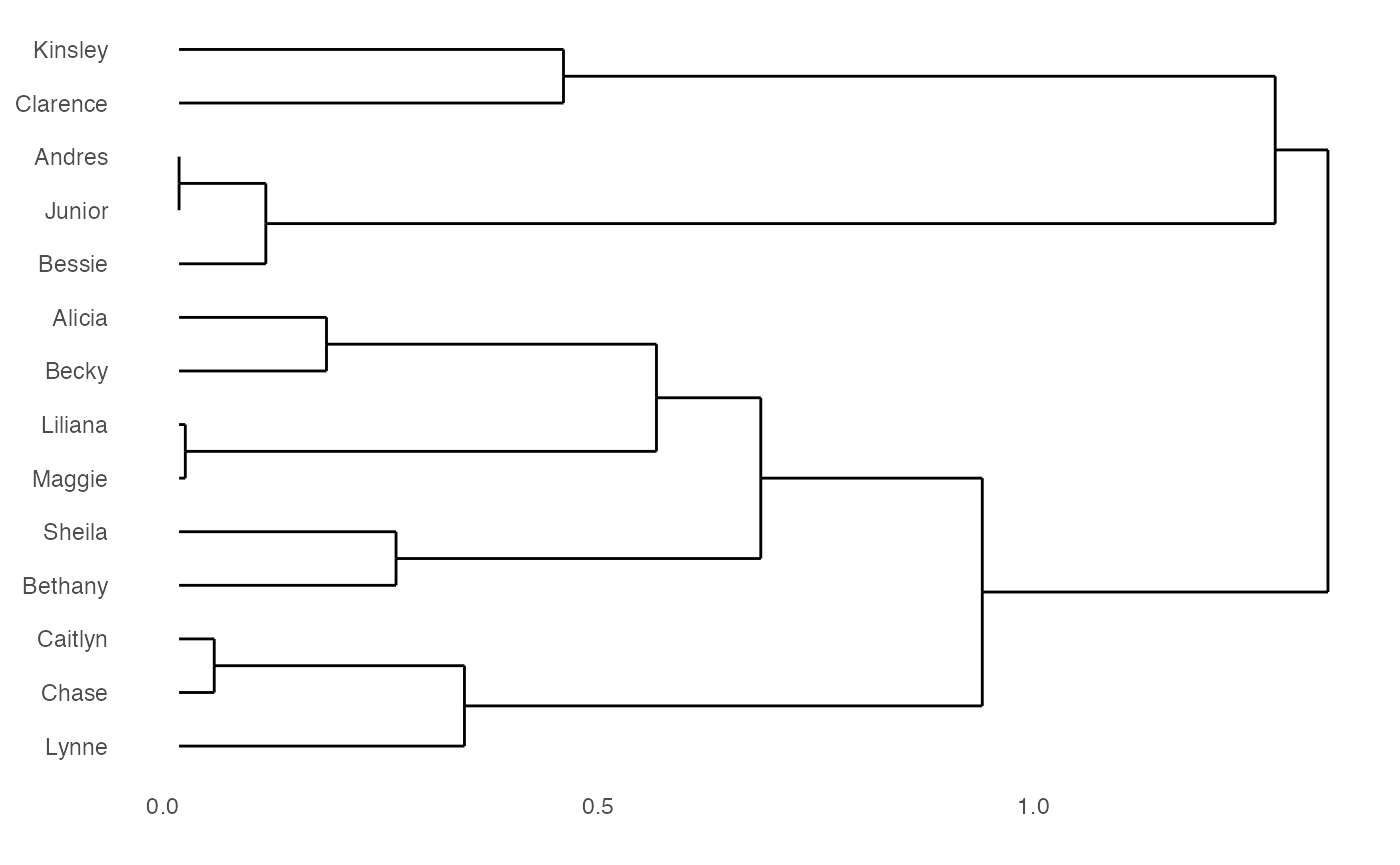 Kinsley
Clarence
Andres
Junior
Bessie
Alicia
Becky
Liliana
Maggie
Sheila
Bethany
Caitlyn
Chase
Lynne
0.0 0.5 1.0